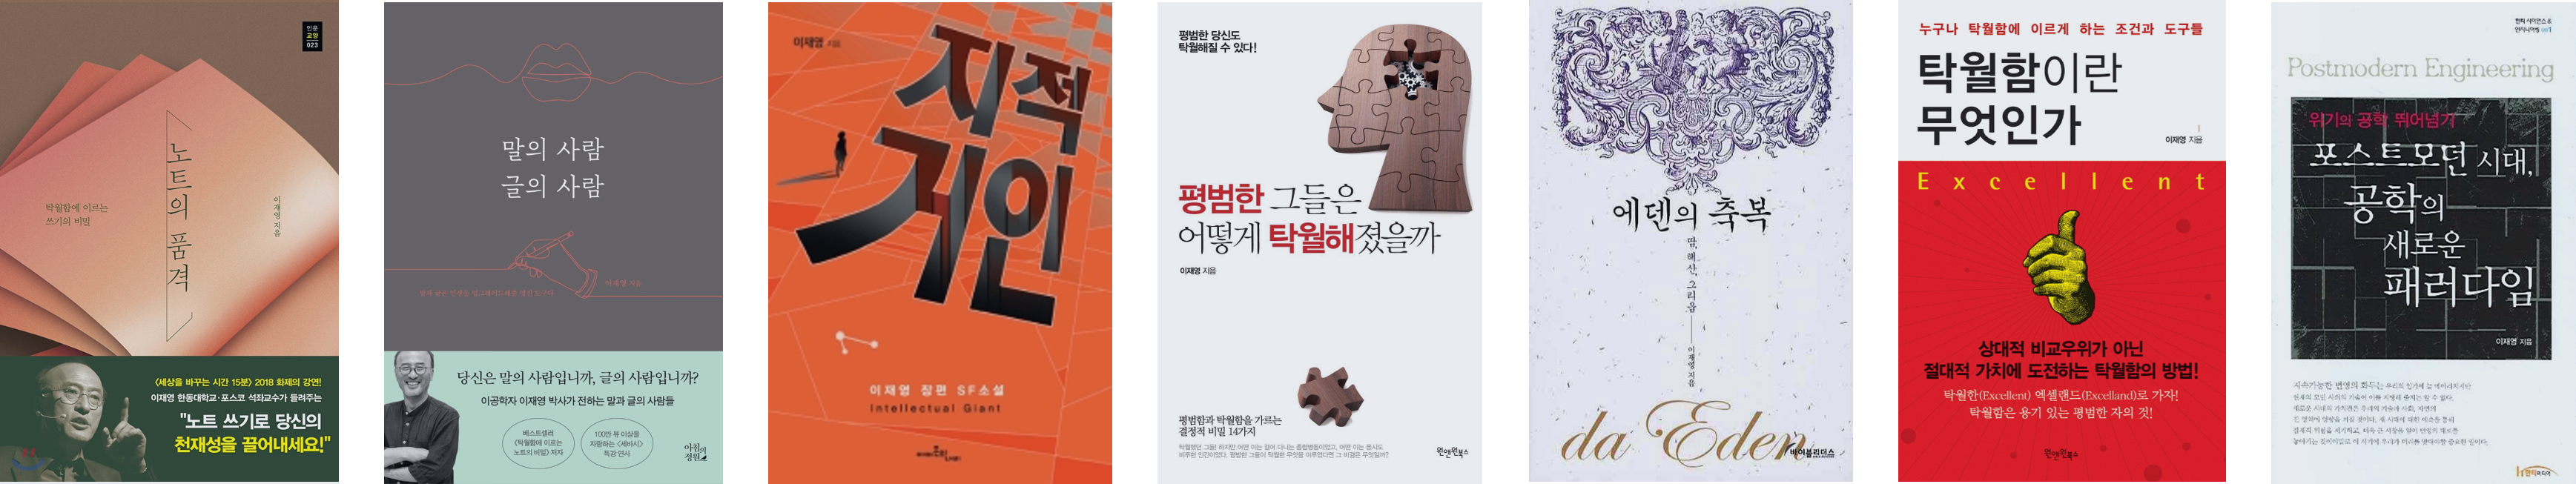 인문
교양
023
노트의 품격
탁월함에 이르는
쓰기의 비밀
이재영 지음
〈세상을 바꾸는 시간 15분〉 2018 화제의 강연!
이재영 한동대학교·포스코 석좌교수가 들려주는
"노트 쓰기로 당신의
천재성을 끌어내세요!"
말의 사람
글의 사람
이재영 지음
당신은 말의 사람입니까, 글의 사람입니까?
이공학자 이재영 박사가 전하는 말과 글의 사람들
베스트셀러
〈탁월함에 이르는
노트의 비밀〉 저자
100만 뷰 이상을
자랑하는 〈세바시〉
특강 연사
아침의
정원
이재영 지음
지적
거인
이재영 장편 SF소설
Intellectual Giant
평범한 당신도
탁월해질 수 있다!
평범한 그들은
어떻게 탁월해졌을까
이재영 지음
평범함과 탁월함을 가르는
결정적 비밀 14가지
원앤원북스
에덴의 축복
땀, 해산, 그리움
이재영 지음
da Eden
바이블리더스
누구나 탁월함에 이르게 하는 조건과 도구들
탁월함이란
무엇인가
이재영 지음
Excellent
상대적 비교우위가 아닌
절대적 가치에 도전하는 탁월함의 방법!
탁월한(Excellent) 엑셀랜드(Excelland)로 가자!
탁월함은 용기 있는 평범한 자의 것!
원앤원북스
Postmodern Engineering
위기의 공학 뛰어넘기
포스트모던 시대,
공학의
새로운
패러다임
이재영 지음